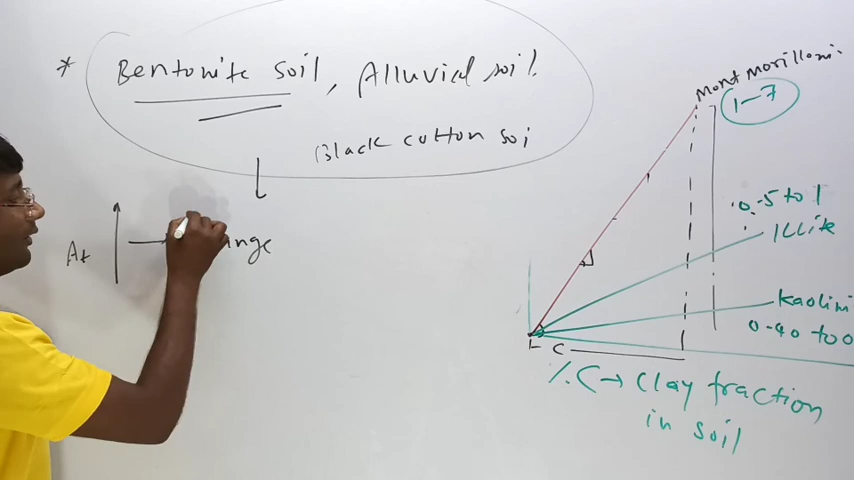 * Bentonite soil, Alluvial soil.
Black cotton soi
At
Montmorilloni
1-7
0.5 to 1
Illite
Kaolini
0.40 to 0
C
% C → Clay fraction
in soil